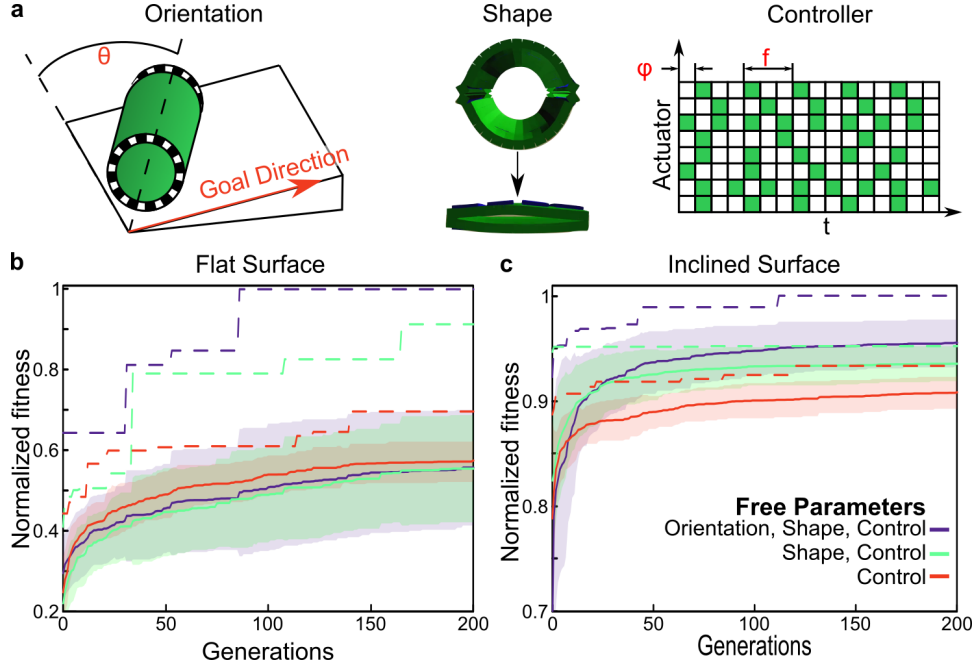 a
Orientation
Shape
Controller
θ
Goal Direction
φ
f
Actuator
t
b
Flat Surface
Normalized fitness
1
0.8
0.6
0.4
0.2
0
50
100
150
200
Generations
c
Inclined Surface
Normalized fitness
1
0.9
0.8
0.7
0
50
100
150
200
Generations
Free Parameters
Orientation, Shape, Control
Shape, Control
Control